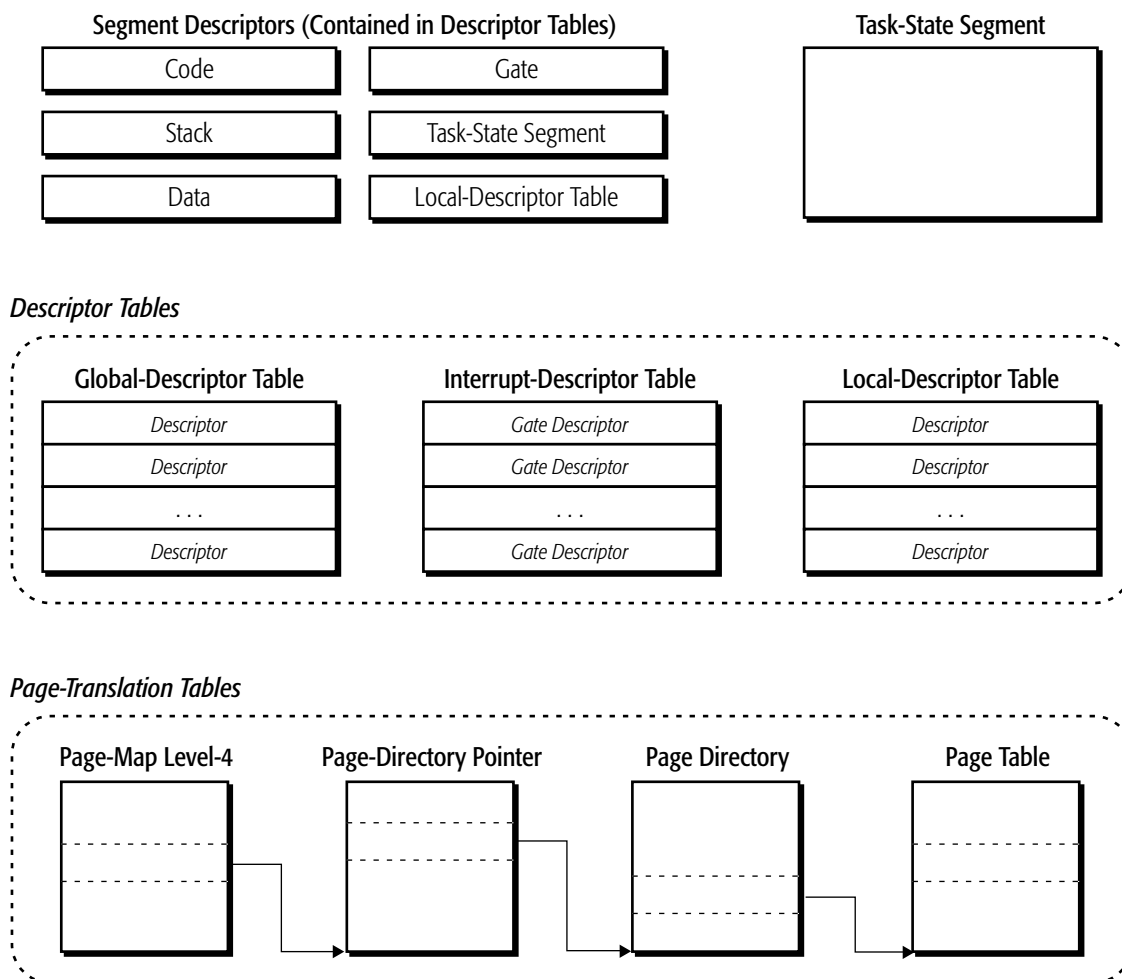 Segment Descriptors (Contained in Descriptor Tables)
Task-State Segment
Code
Gate
Stack
Task-State Segment
Data
Local-Descriptor Table
Descriptor Tables
Global-Descriptor Table
Interrupt-Descriptor Table
Local-Descriptor Table
Descriptor
Gate Descriptor
Descriptor
Descriptor
Gate Descriptor
Descriptor
. . .
. . .
. . .
Descriptor
Gate Descriptor
Descriptor
Page-Translation Tables
Page-Map Level-4
Page-Directory Pointer
Page Directory
Page Table